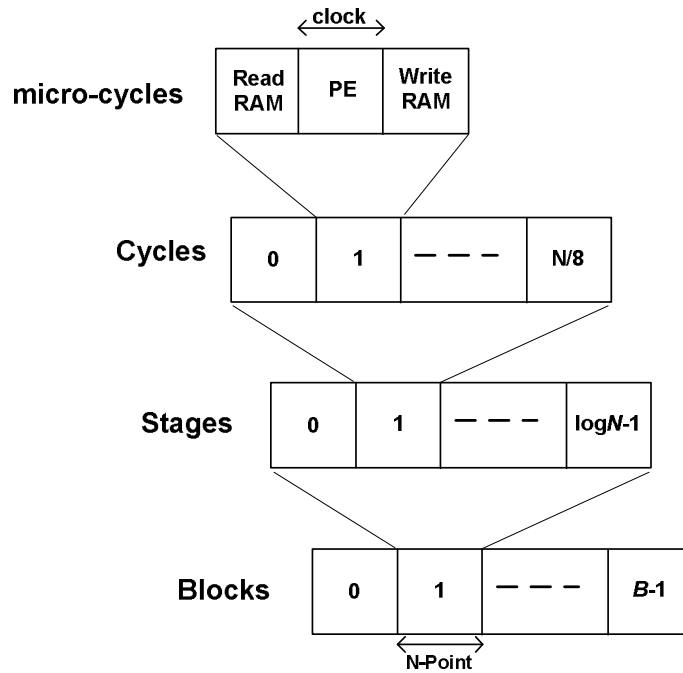 clock
micro-cycles
Read
RAM
PE
Write
RAM
Cycles
0
1
N/8
Stages
0
1
logN-1
Blocks
0
1
B-1
N-Point